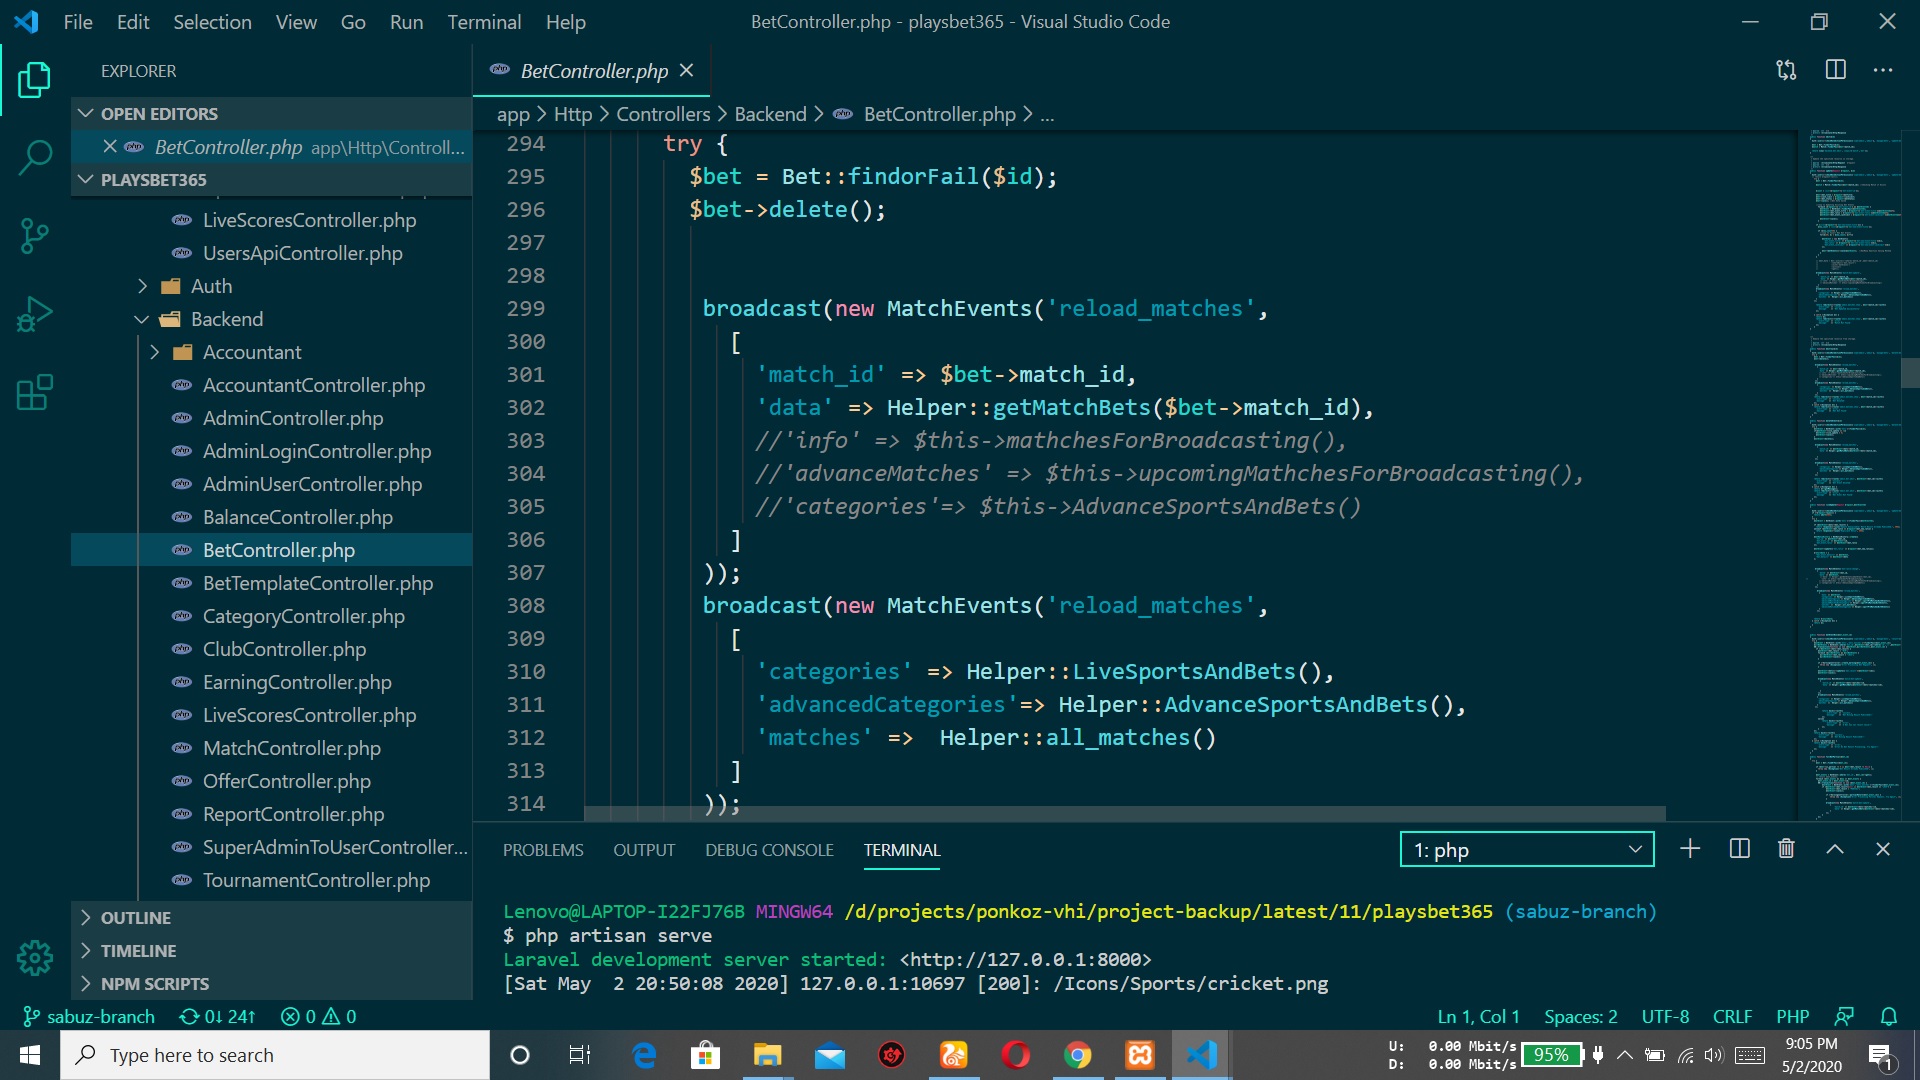 File Edit Selection View Go Run Terminal Help
BetController.php - playsbet365 - Visual Studio Code
EXPLORER
OPEN EDITORS
BetController.php app\Http\Controll...
PLAYSBET365
LiveScoresController.php
UsersApiController.php
Auth
Backend
Accountant
AccountantController.php
AdminController.php
AdminLoginController.php
AdminUserController.php
BalanceController.php
BetController.php
BetTemplateController.php
CategoryController.php
ClubController.php
EarningController.php
LiveScoresController.php
MatchController.php
OfferController.php
ReportController.php
SuperAdminToUserController...
TournamentController.php
OUTLINE
TIMELINE
NPM SCRIPTS
php BetController.php
app > Http > Controllers > Backend > php BetController.php > ...
294 try {
295 $bet = Bet::findorFail($id);
296 $bet->delete();
297
298
299 broadcast(new MatchEvents('reload_matches',
300 [
301 'match_id' => $bet->match_id,
302 'data' => Helper::getMatchBets($bet->match_id),
303 //'info' => $this->mathchesForBroadcasting(),
304 //'advanceMatches' => $this->upcomingMathchesForBroadcasting(),
305 //'categories'=> $this->AdvanceSportsAndBets()
306 ]
307 ));
308 broadcast(new MatchEvents('reload_matches',
309 [
310 'categories' => Helper::LiveSportsAndBets(),
311 'advancedCategories'=> Helper::AdvanceSportsAndBets(),
312 'matches' =>  Helper::all_matches()
313 ]
314 ));
PROBLEMS OUTPUT DEBUG CONSOLE TERMINAL
1: php
Lenovo@LAPTOP-I22FJ76B MINGW64 /d/projects/ponkoz-vhi/project-backup/latest/11/playsbet365 (sabuz-branch)
$ php artisan serve
Laravel development server started: <http://127.0.0.1:8000>
[Sat May  2 20:50:08 2020] 127.0.0.1:10697 [200]: /Icons/Sports/cricket.png
sabuz-branch 0↓ 24↑ 0 0
Ln 1, Col 1 Spaces: 2 UTF-8 CRLF PHP
Type here to search
U: 0.00 Mbit/s
D: 0.00 Mbit/s
95%
9:05 PM
5/2/2020
1